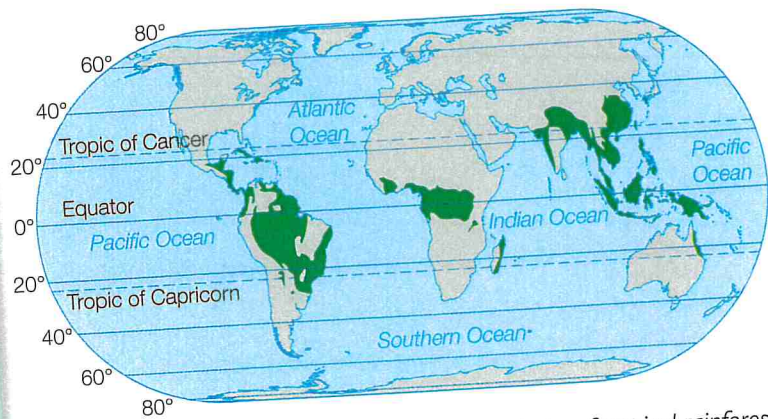 80°
60°
40°
Atlantic
Ocean
Tropic of Cancer
20°
Pacific
Ocean
Equator
0°
Indian Ocean
Pacific Ocean
20°
Tropic of Capricorn
40°
Southern Ocean
60°
80°